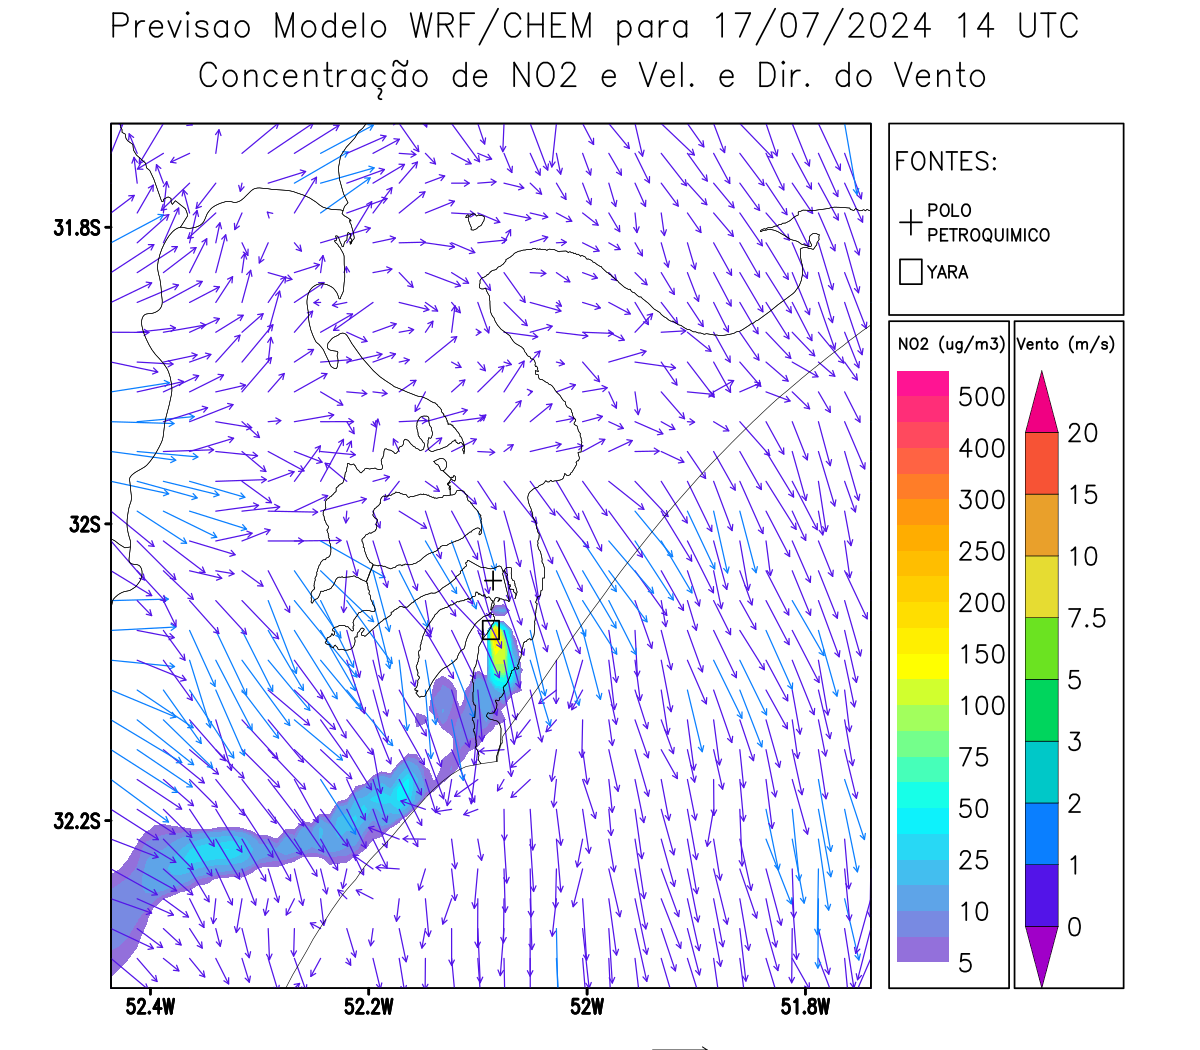 Previsao Modelo WRF/CHEM para 17/07/2024 14 UTC
Concentração de NO2 e Vel. e Dir. do Vento
FONTES:
POLO
PETROQUIMICO
YARA
31.8S
32S
32.2S
52.4W
52.2W
52W
51.8W
NO2 (ug/m3)
500
400
300
250
200
150
100
75
50
25
10
5
Vento (m/s)
20
15
10
7.5
5
3
2
1
0